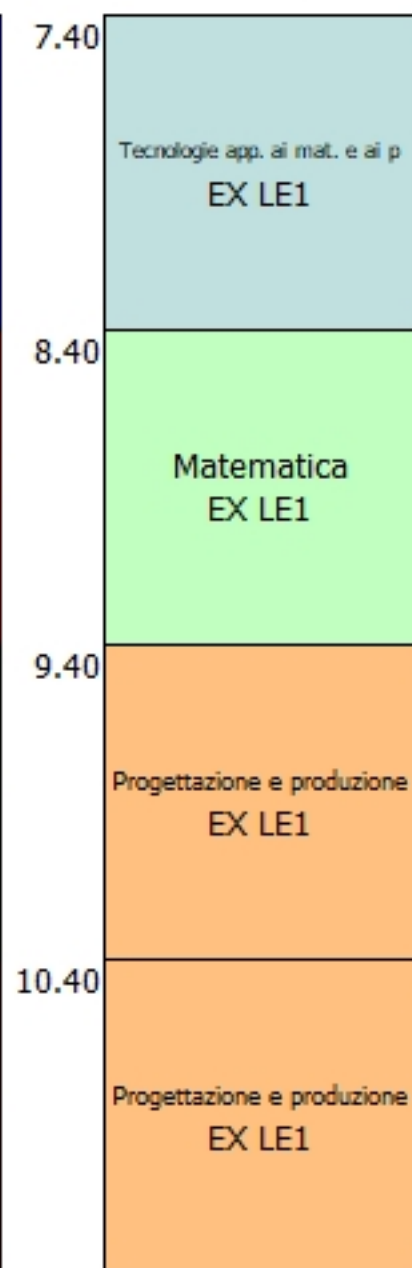 7.40
Tecnologie app. ai mat. e ai p
EX LE1
8.40
Matematica
EX LE1
9.40
Progettazione e produzione
EX LE1
10.40
Progettazione e produzione
EX LE1